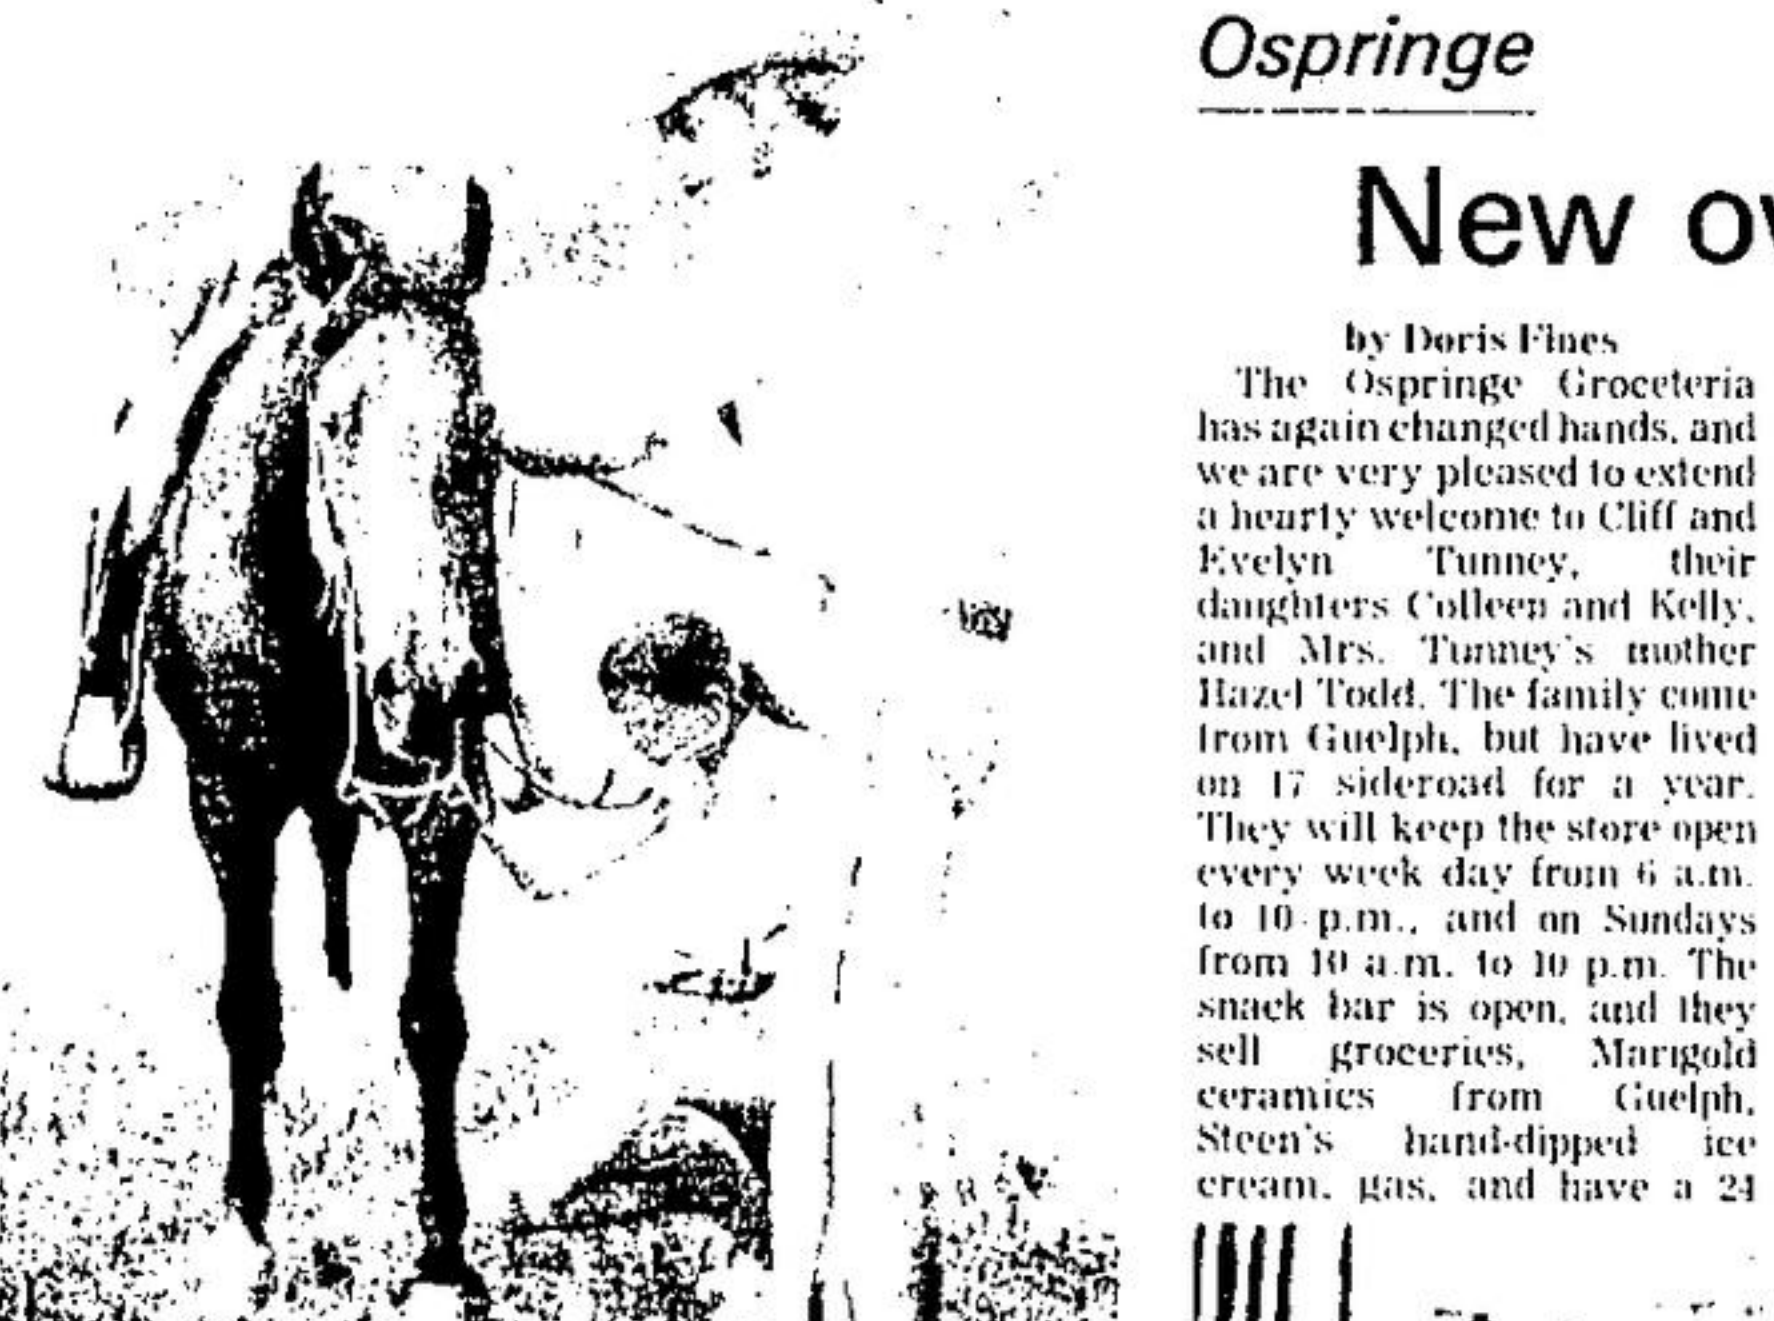 Ospringe
New
by Doris Fines
The Ospringe Groceteria
has again changed hands, and
we are very pleased to extend
a hearty welcome to Cliff and
Evelyn Tunney, their
daughters Colleen and Kelly,
and Mrs. Tunney's mother
Hazel Todd. The family come
from Guelph, but have lived
on 17 sideroad for a year.
They will keep the store open
every week day from 6 a.m.
to 10 p.m., and on Sundays
from 10 a.m. to 10 p.m. The
snack bar is open, and they
sell groceries, Marigold
ceramics from Guelph,
Steen's hand-dipped ice
cream, gas, and have a 24